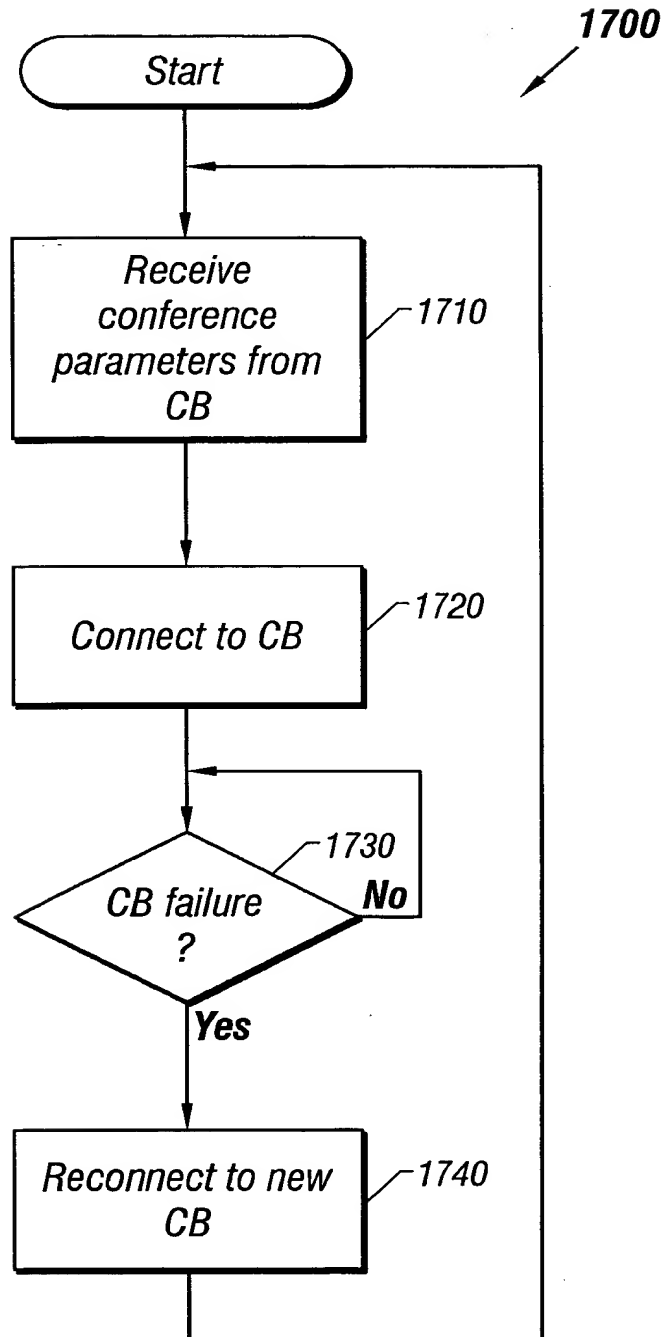 1700
Start
Receive
conference
parameters from
CB
1710
Connect to CB
1720
CB failure
?
1730
No
Yes
Reconnect to new
CB
1740